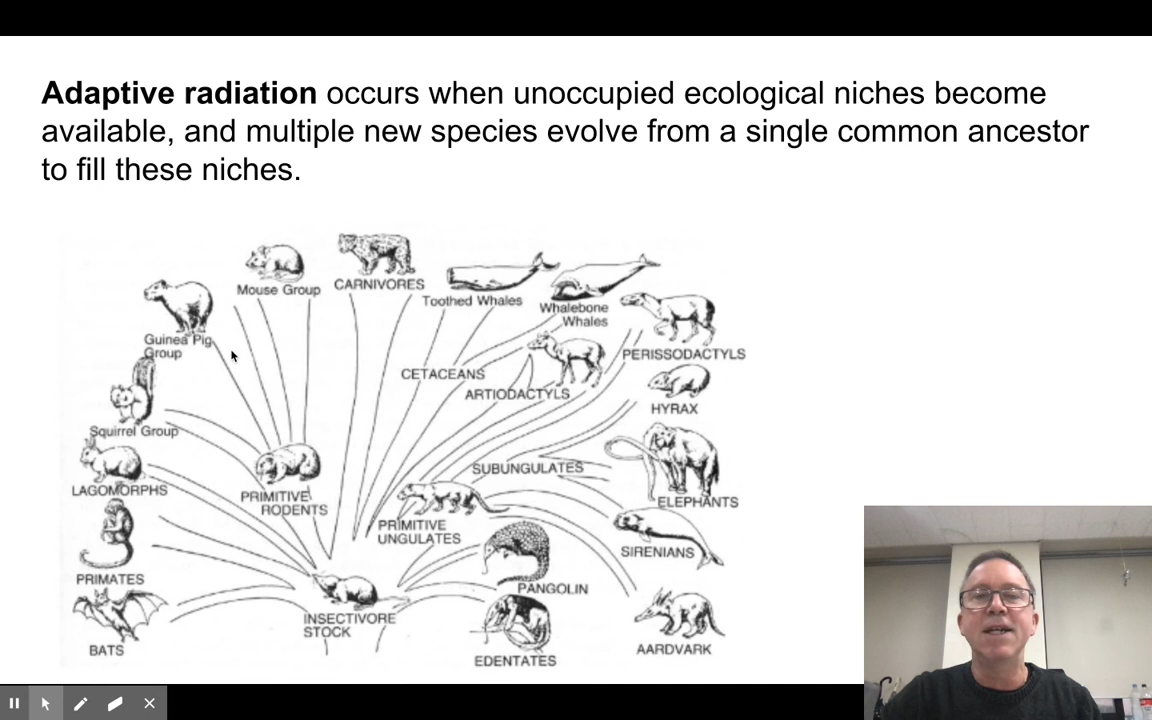 Adaptive radiation occurs when unoccupied ecological niches become
available, and multiple new species evolve from a single common ancestor
to fill these niches.
Mouse Group
CARNIVORES
Toothed Whales
Whalebone
Whales
Guinea Pig
Group
PERISSODACTYLS
CETACEANS
ARTIODACTYLS
HYRAX
Squirrel Group
SUBUNGULATES
LAGOMORPHS
PRIMITIVE
RODENTS
ELEPHANTS
PRIMITIVE
UNGULATES
SIRENIANS
PRIMATES
PANGOLIN
INSECTIVORE
STOCK
BATS
EDENTATES
AARDVARK